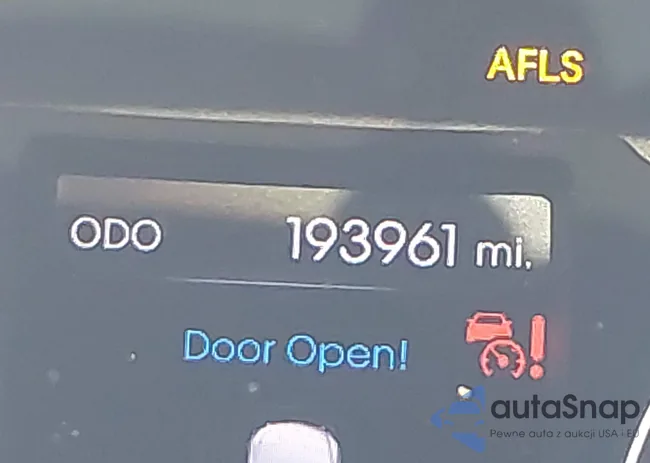 AFLS
ODO 193961 mi.
Door Open!
autaSnap
Pewne auta z aukcji USA i EU